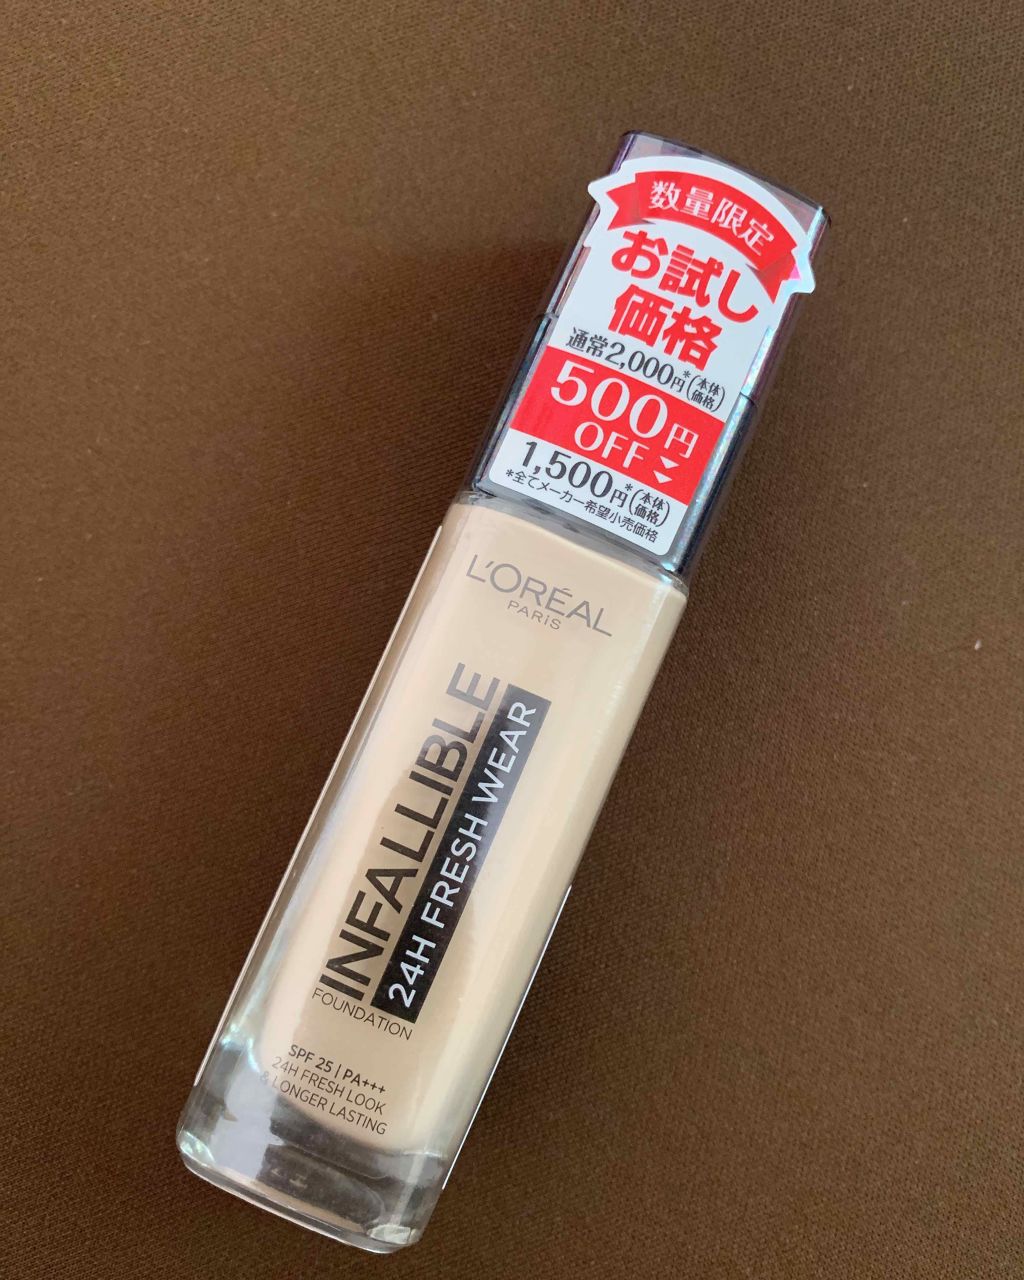 数量限定
お試し
価格
通常2,000円*(本体価格)
500円
OFF
1,500円*(本体価格)
*全てメーカー希望小売価格
L'ORÉAL
PARIS
INFALLIBLE
24H FRESH WEAR
FOUNDATION
SPF 25 | PA+++
24H FRESH LOOK
& LONGER LASTING